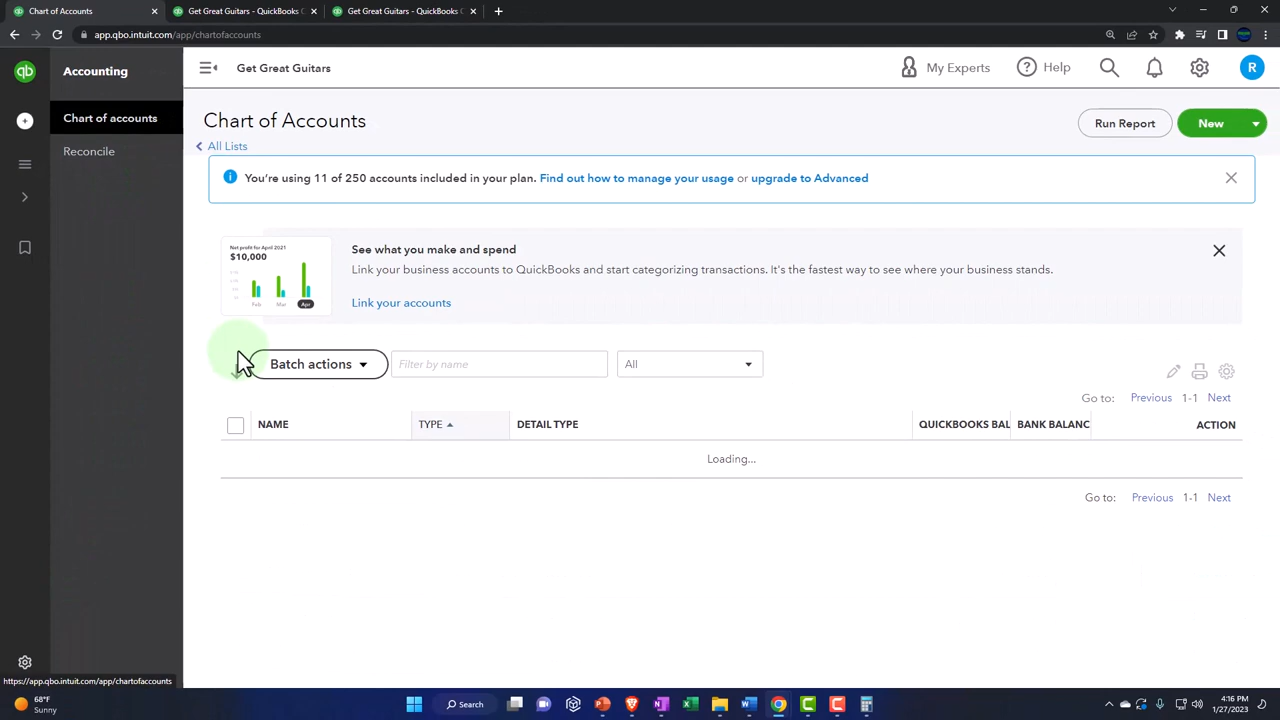 Chart of Accounts
Get Great Guitars - QuickBooks C
Get Great Guitars - QuickBooks C
app.qbo.intuit.com/app/chartofaccounts
qb
Accounting
Get Great Guitars
My Experts
Help
R
Chart of accounts
Reconcile
Chart of Accounts
All Lists
Run Report
New
You're using 11 of 250 accounts included in your plan. Find out how to manage your usage or upgrade to Advanced
Net profit for April 2021
$10,000
Feb Mar Apr
See what you make and spend
Link your business accounts to QuickBooks and start categorizing transactions. It's the fastest way to see where your business stands.
Link your accounts
Batch actions
Filter by name
All
Go to: Previous 1-1 Next
NAME TYPE DETAIL TYPE QUICKBOOKS BAL BANK BALANC ACTION
Loading...
Go to: Previous 1-1 Next
https://app.qbo.intuit.com/app/chartofaccounts
68°F
Sunny
Search
4:16 PM
1/27/2023